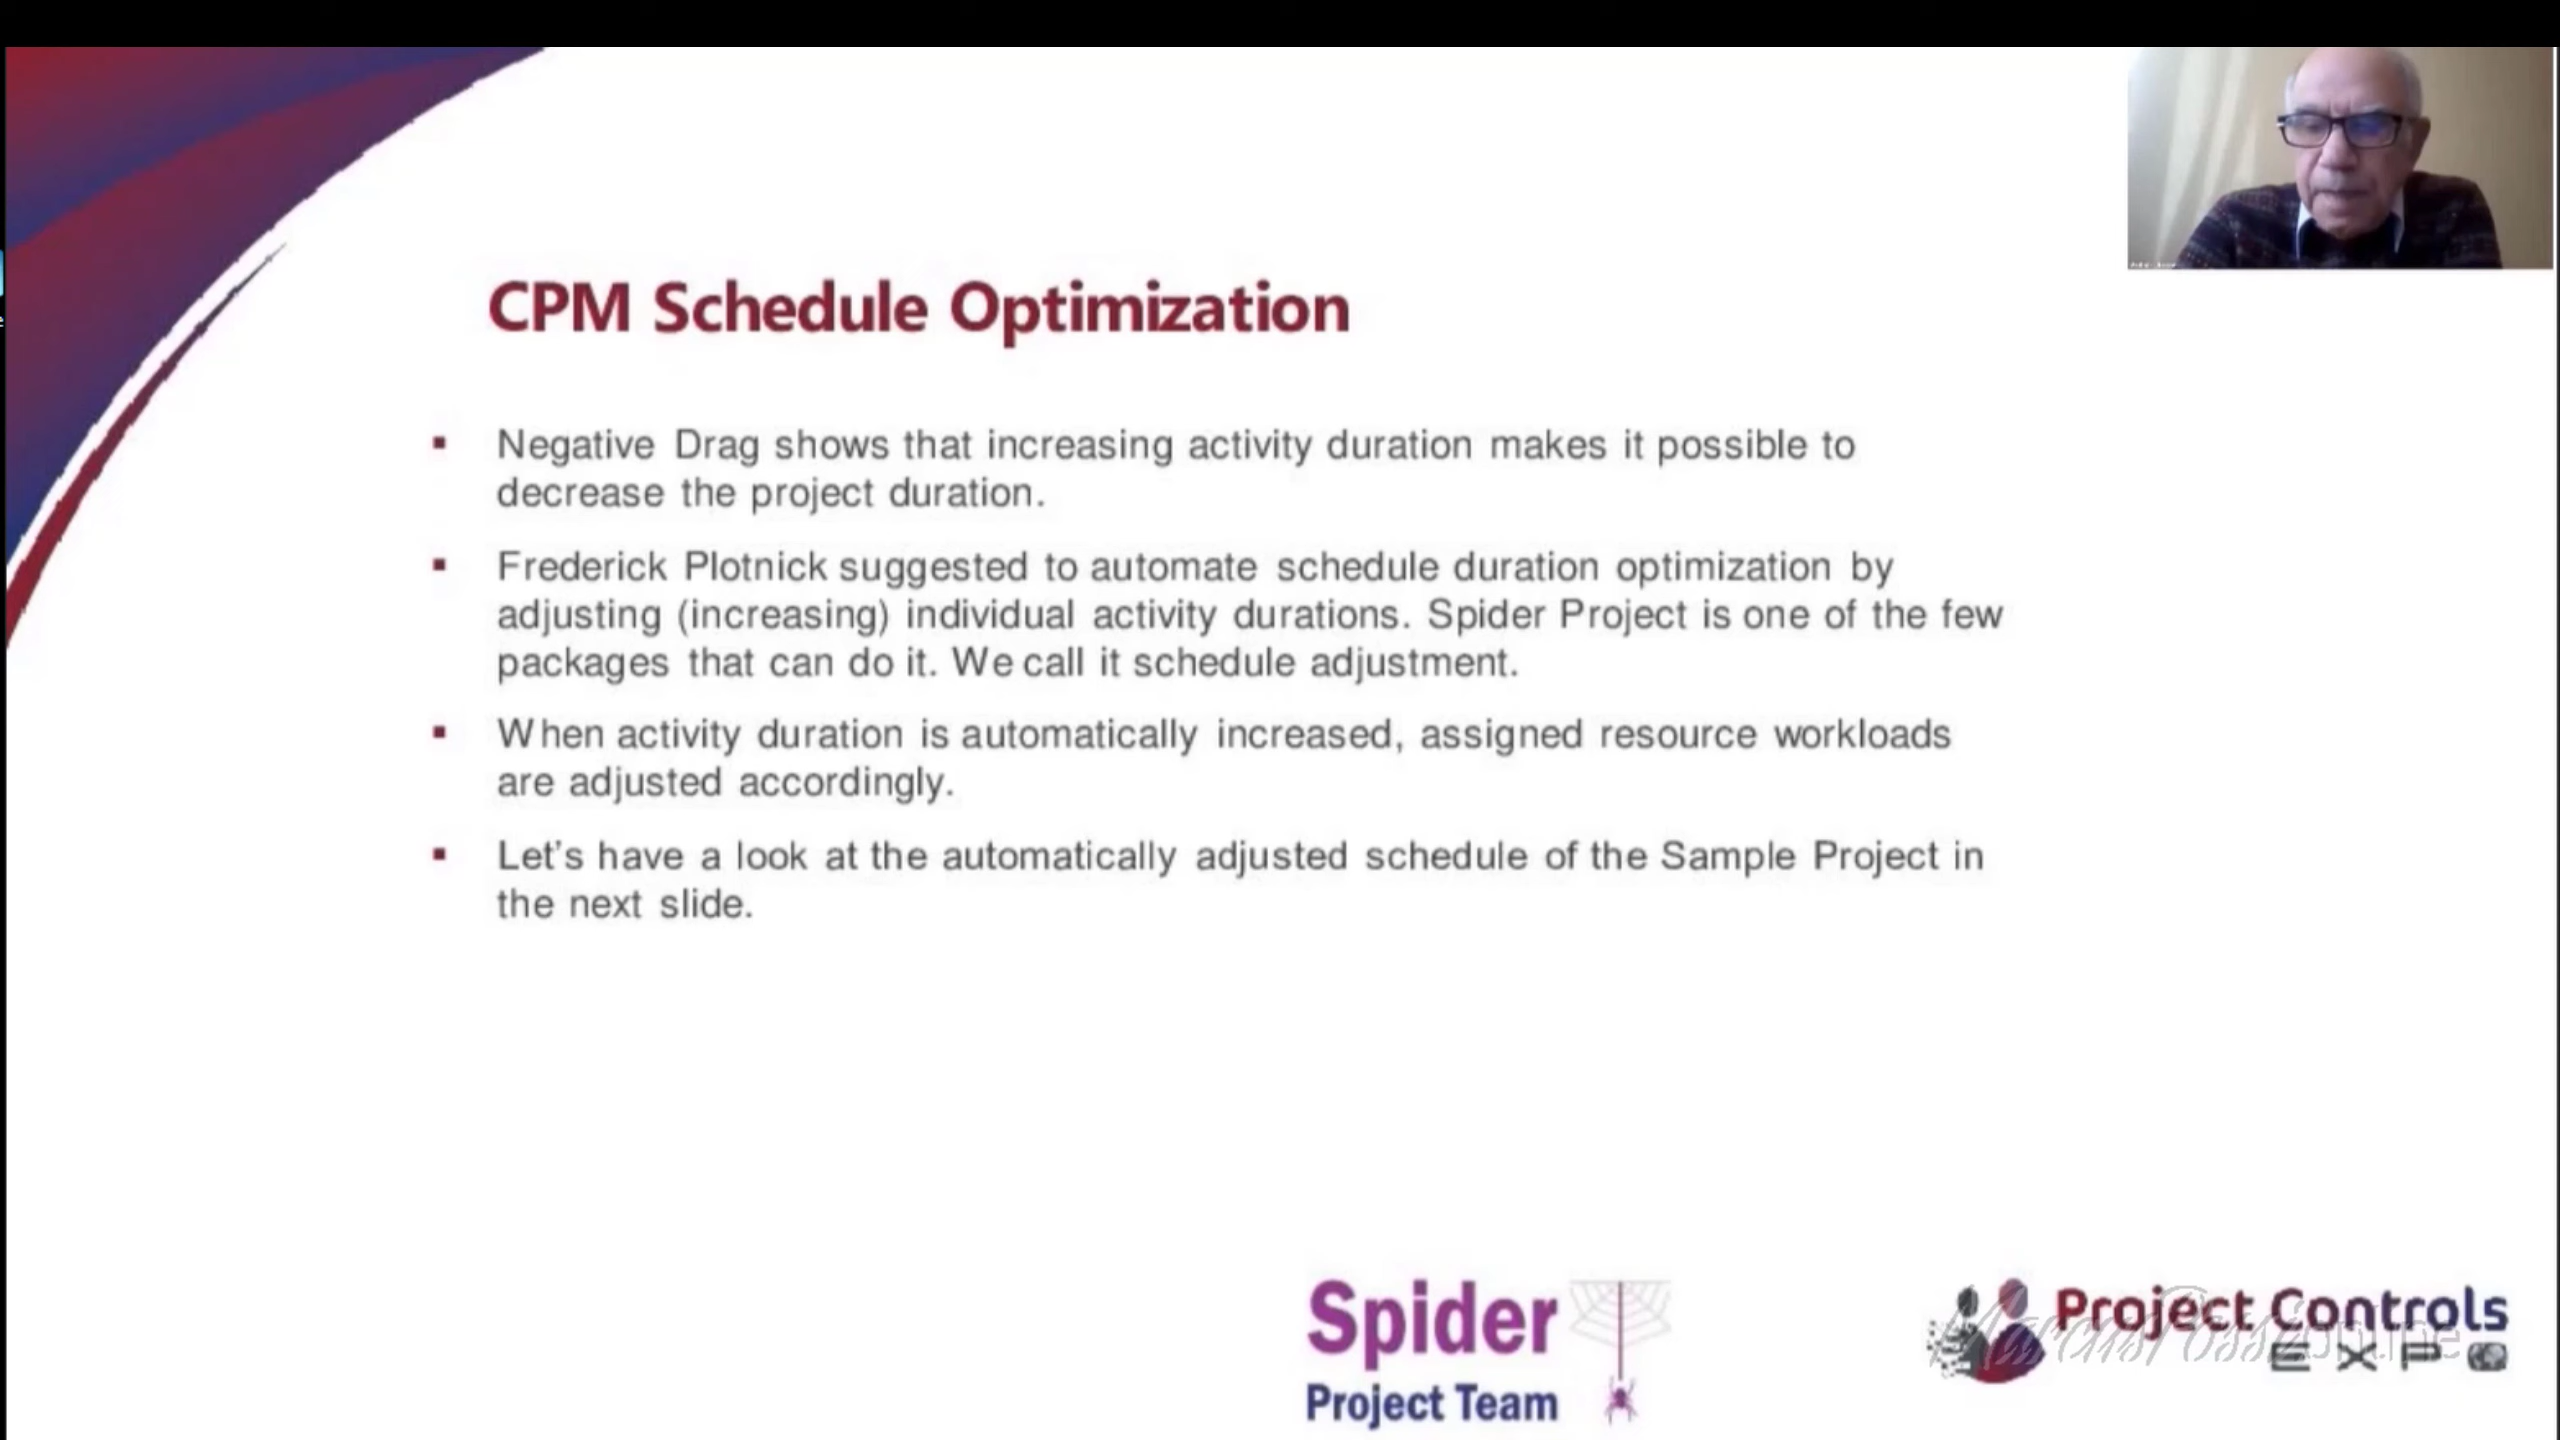 CPM Schedule Optimization
Negative Drag shows that increasing activity duration makes it possible to
decrease the project duration.
Frederick Plotnick suggested to automate schedule duration optimization by
adjusting (increasing) individual activity durations. Spider Project is one of the few
packages that can do it. We call it schedule adjustment.
When activity duration is automatically increased, assigned resource workloads
are adjusted accordingly.
Let's have a look at the automatically adjusted schedule of the Sample Project in
the next slide.
Spider
Project Team
Project Controls
EXPO